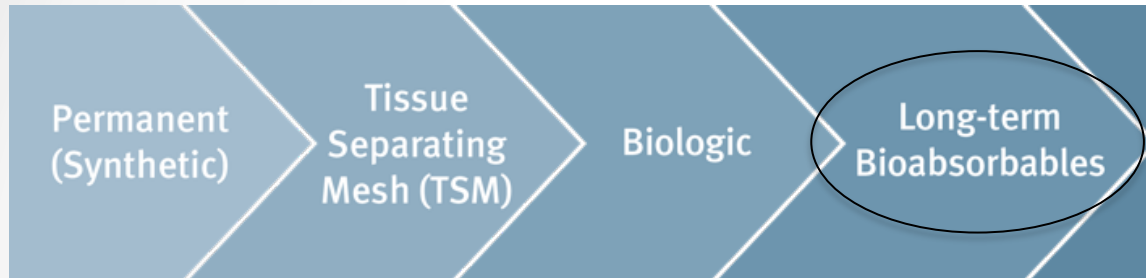 Permanent
(Synthetic)
Tissue
Separating
Mesh (TSM)
Biologic
Long-term
Bioabsorbables